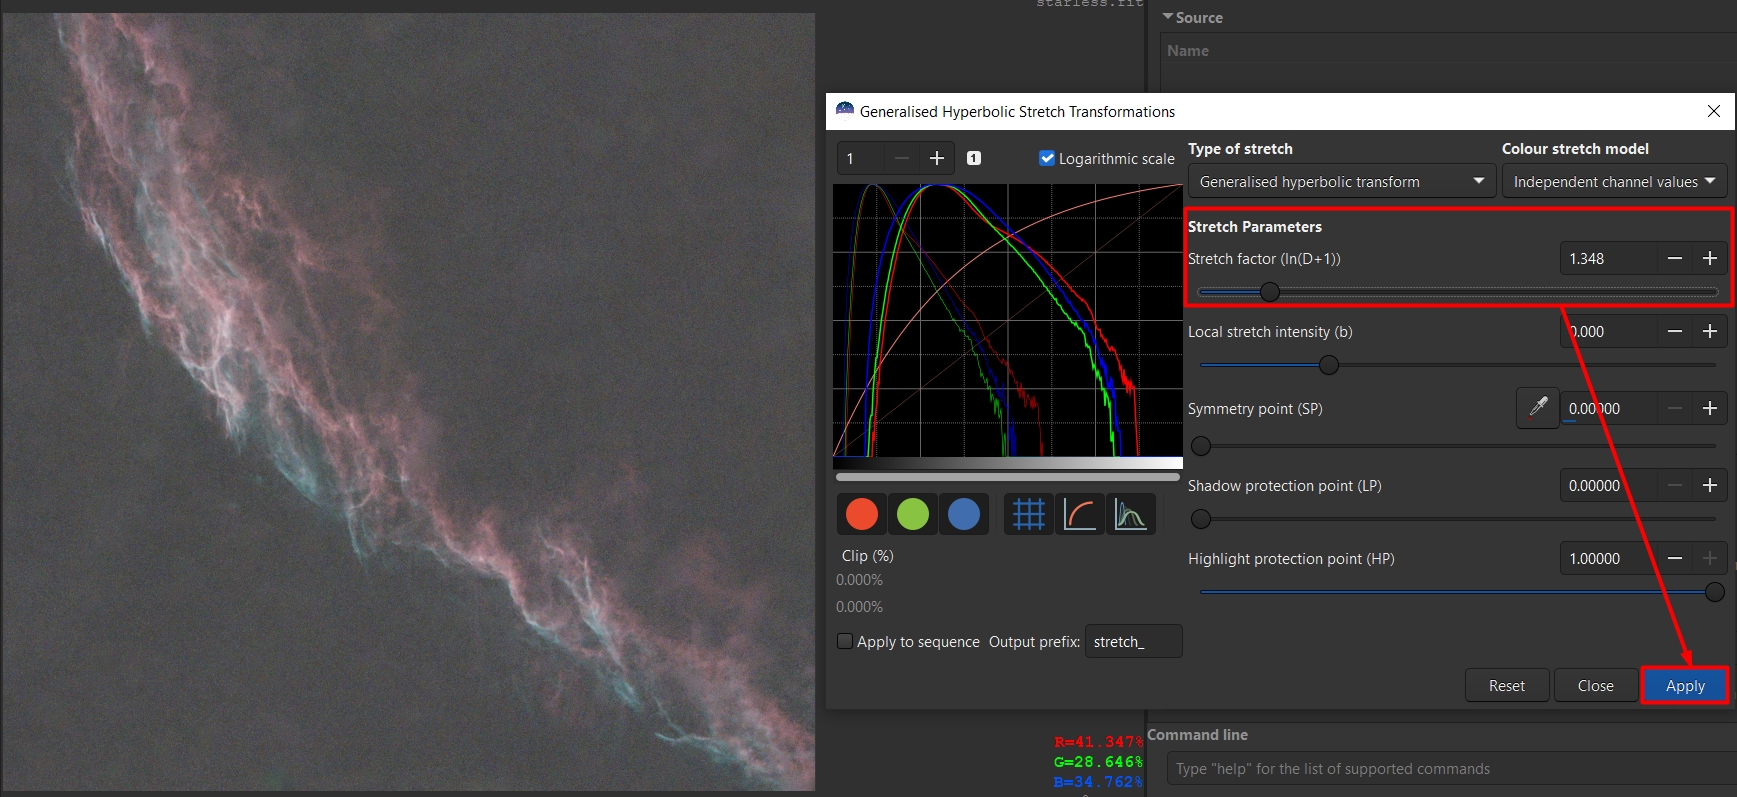 starless.fit
Source
Name
Generalised Hyperbolic Stretch Transformations
1
1
Logarithmic scale
Type of stretch
Colour stretch model
Generalised hyperbolic transform
Independent channel values
Stretch Parameters
Stretch factor (ln(D+1))
1.348
Local stretch intensity (b)
0.000
Symmetry point (SP)
0.00000
Shadow protection point (LP)
0.00000
Highlight protection point (HP)
1.00000
Clip (%)
0.000%
0.000%
Apply to sequence
Output prefix:
stretch_
Reset
Close
Apply
R=41.347%
G=28.646%
B=34.762%
Command line
Type "help" for the list of supported commands